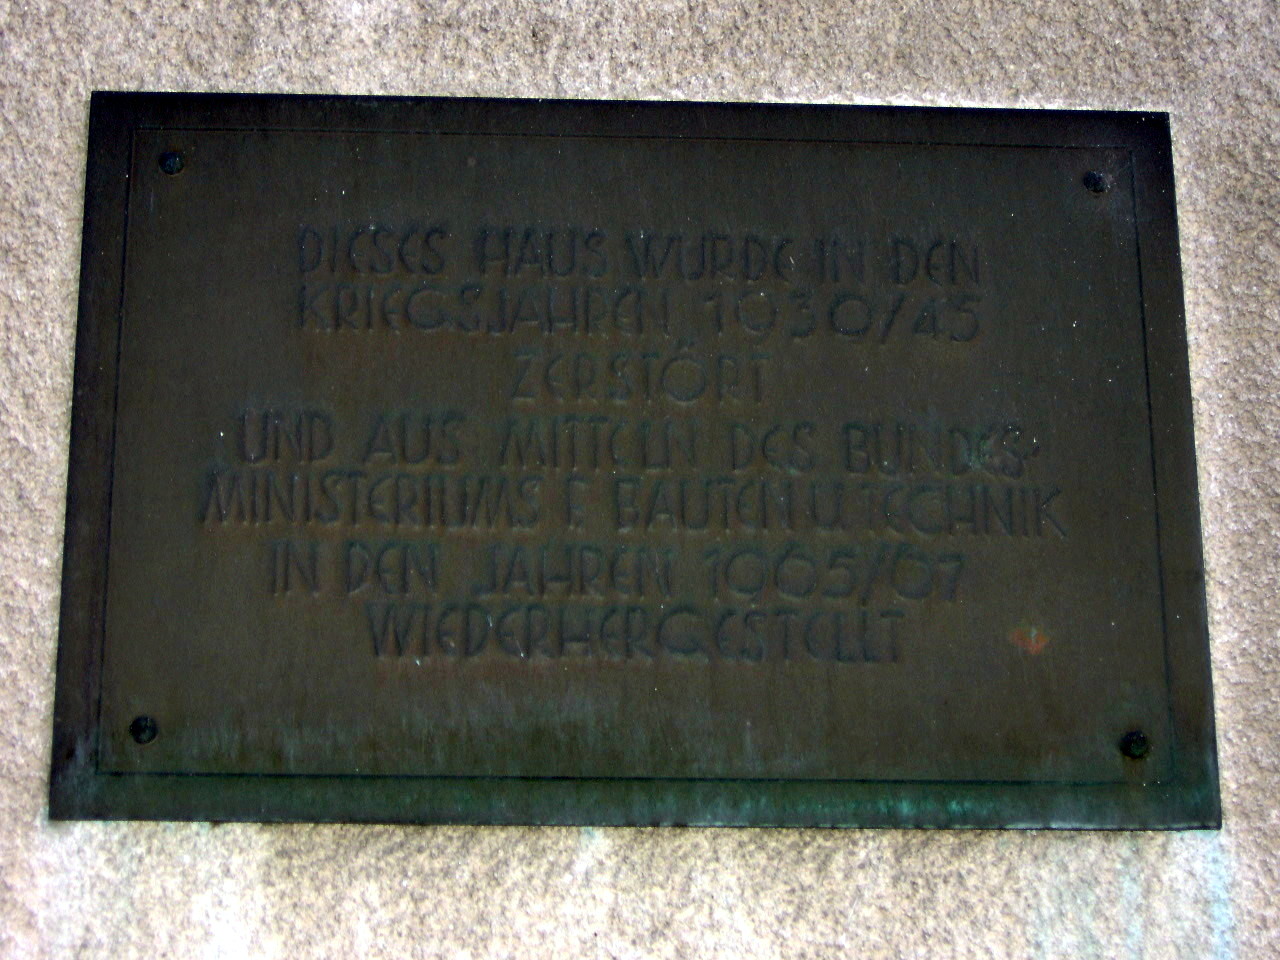 DIESES HAUS WURDE IN DEN
KRIEGSJAHREN 1939/45
ZERSTÖRT
UND AUS MITTELN DES BUNDES-
MINISTERIUMS F. BAUTEN U. TECHNIK
IN DEN JAHREN 1965/67
WIEDERHERGESTELLT